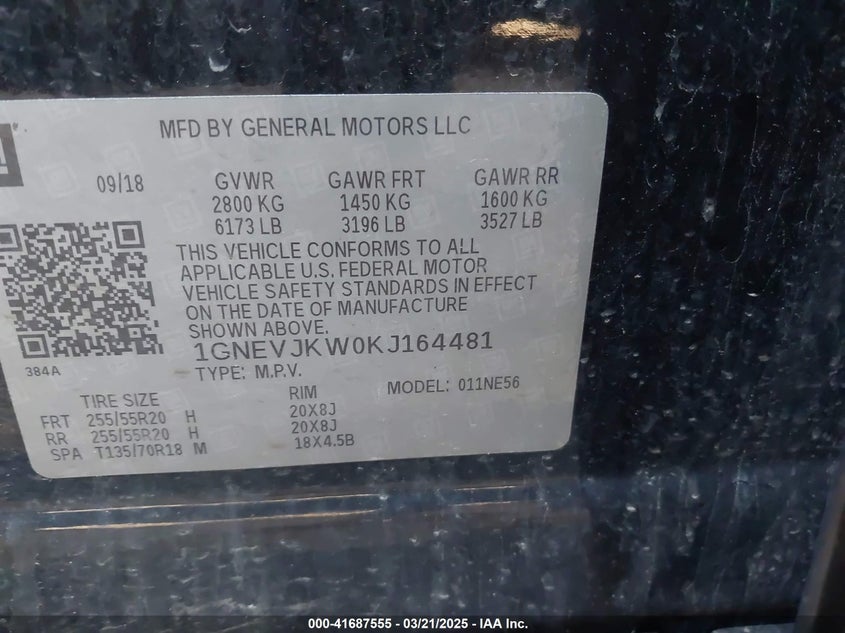 MFD BY GENERAL MOTORS LLC
09/18 GVWR GAWR FRT GAWR RR
2800 KG 1450 KG 1600 KG
6173 LB 3196 LB 3527 LB
THIS VEHICLE CONFORMS TO ALL
APPLICABLE U.S. FEDERAL MOTOR
VEHICLE SAFETY STANDARDS IN EFFECT
ON THE DATE OF MANUFACTURE
SHOWN ABOVE.
1GNEVJKW0KJ164481
384A
TYPE: M.P.V. MODEL: 011NE56
TIRE SIZE RIM
FRT 255/55R20 H 20X8J
RR 255/55R20 H 20X8J
SPA T135/70R18 M 18X4.5B
000-41687555 — 03/21/2025 — IAA Inc.